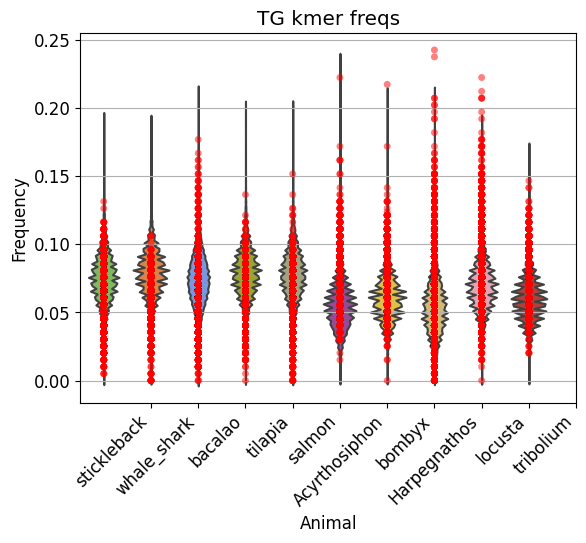 TG kmer freqs
Frequency
0.25
0.20
0.15
0.10
0.05
0.00
stickleback
whale_shark
bacalao
tilapia
salmon
Acyrthosiphon
bombyx
Harpegnathos
locusta
tribolium
Animal